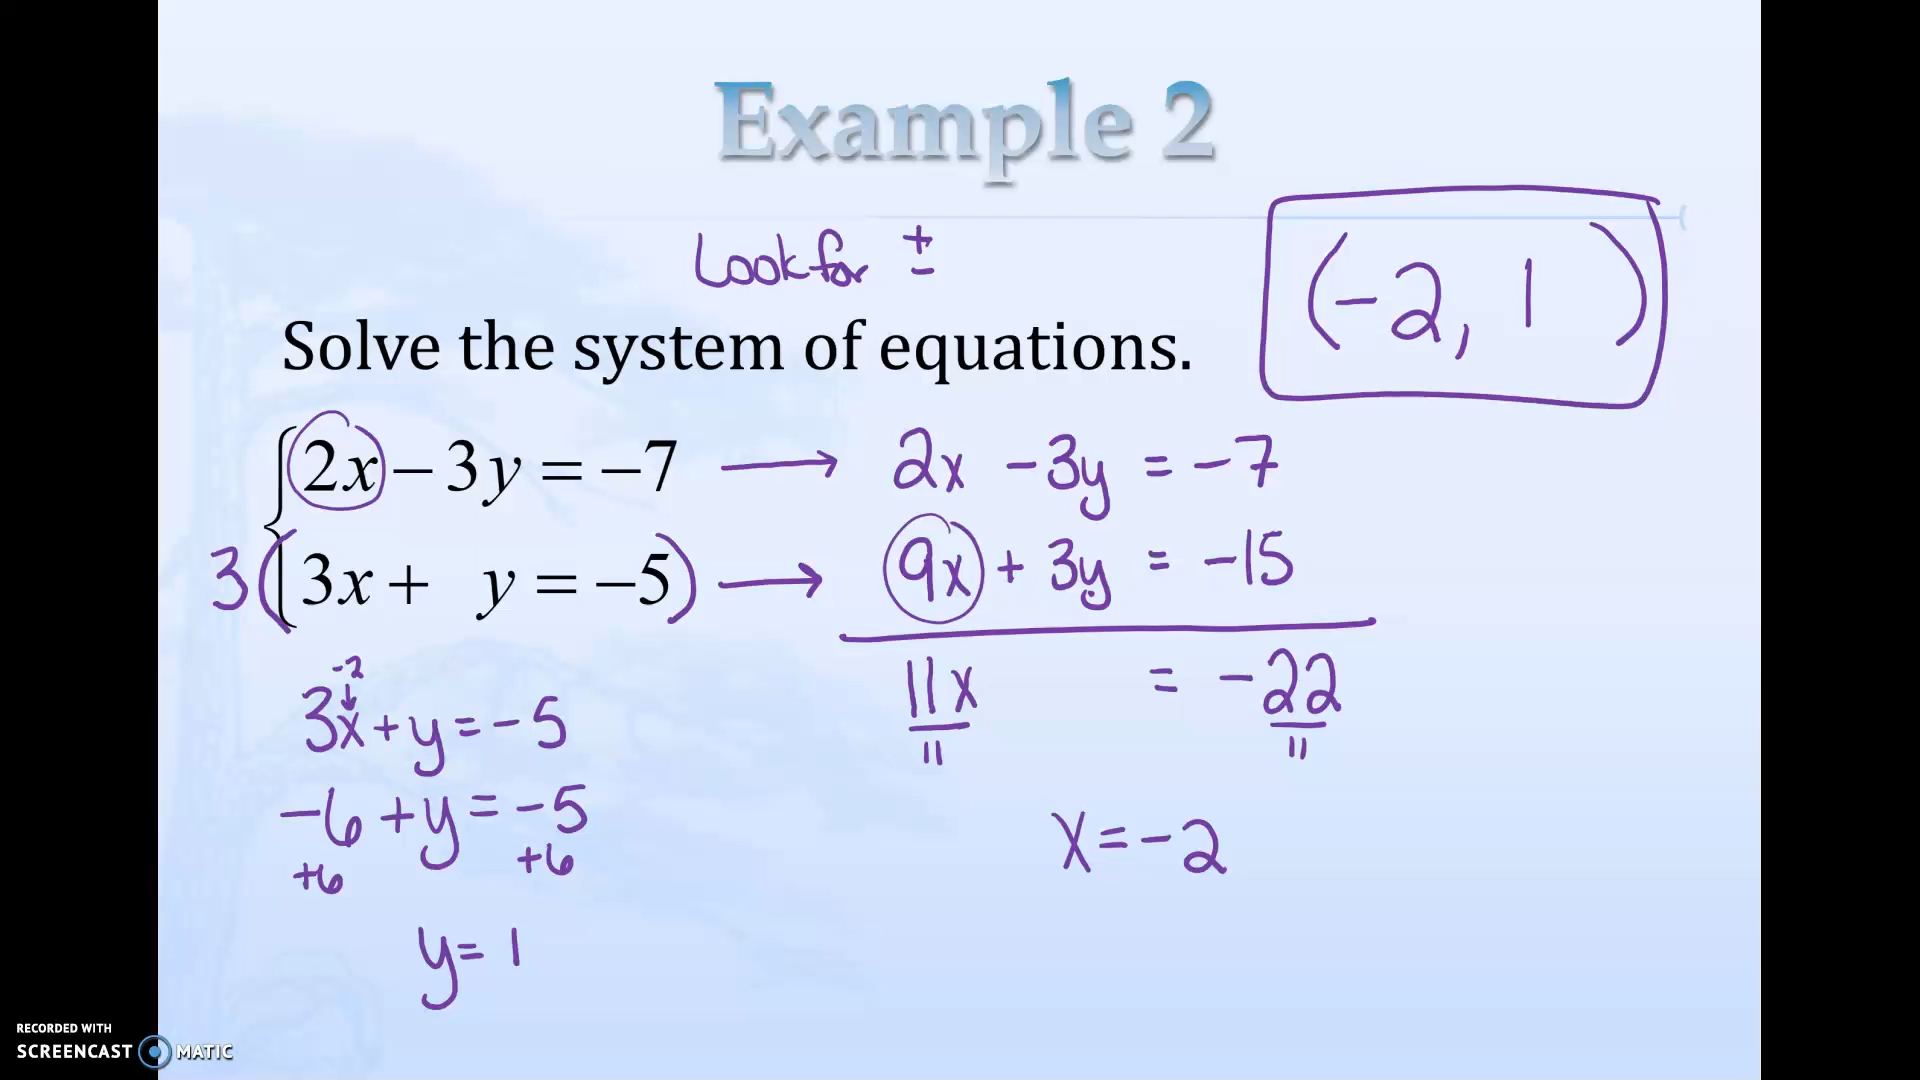 Example 2
Look for + -
(-2, 1)
Solve the system of equations.
2x − 3y = −7 → 2x - 3y = -7
3(3x + y = −5) → 9x + 3y = -15
11x = -22
11 11
-2
3x + y = -5
-6 + y = -5
+6 +6
x = -2
y = 1
RECORDED WITH
SCREENCAST MATIC